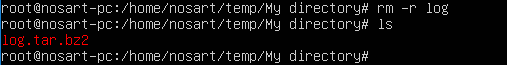 root@nosart-pc:/home/nosart/temp/My directory# rm -r log
root@nosart-pc:/home/nosart/temp/My directory# ls
log.tar.bz2
root@nosart-pc:/home/nosart/temp/My directory#